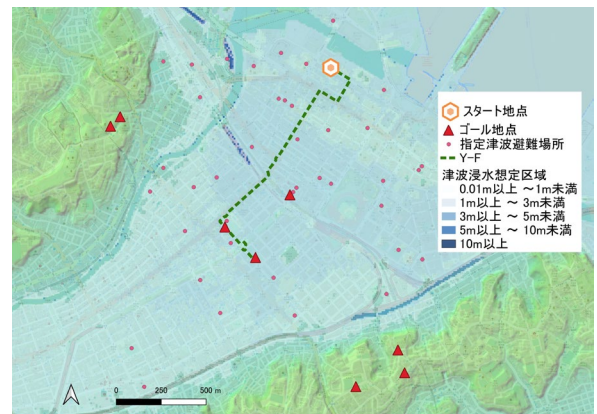 スタート地点
ゴール地点
指定津波避難場所
Y-F
津波浸水想定区域
0.01m以上 ~1m未満
1m以上 ~ 3m未満
3m以上 ~ 5m未満
5m以上 ~ 10m未満
10m以上
0 250 500 m